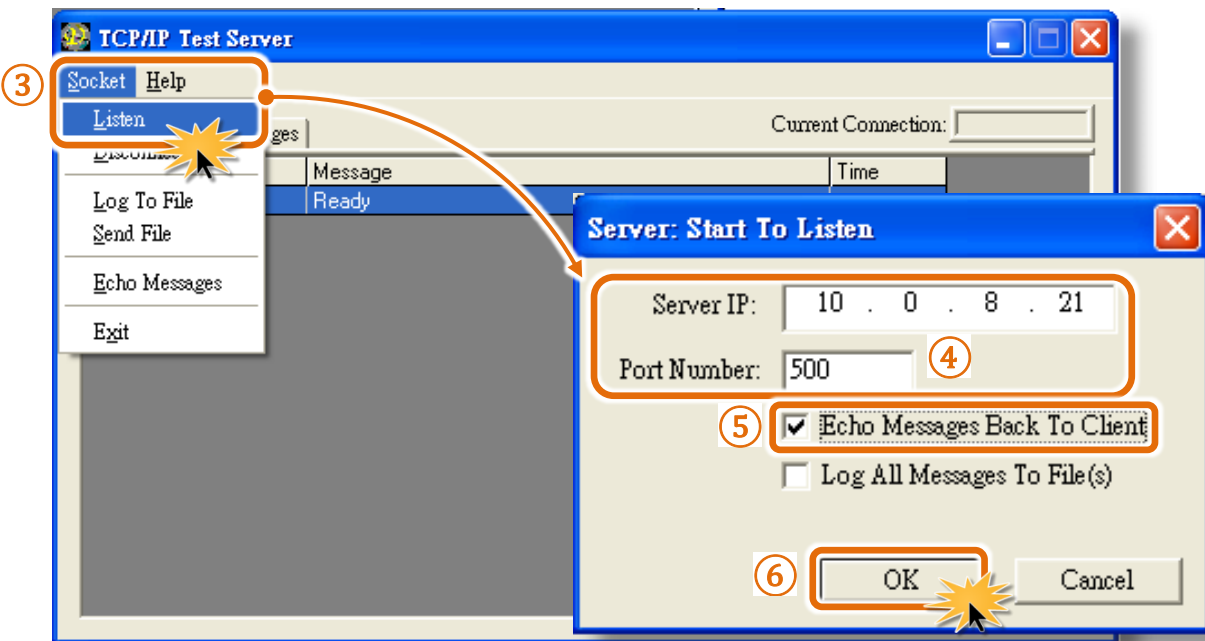 TCP/IP Test Server
③
Socket Help
Listen
ges
Current Connection:
Message Time
Ready
Log To File
Send File
Echo Messages
Exit
Server: Start To Listen
Server IP: 10 . 0 . 8 . 21
Port Number: 500
④
⑤
Echo Messages Back To Client
Log All Messages To File(s)
⑥
OK Cancel